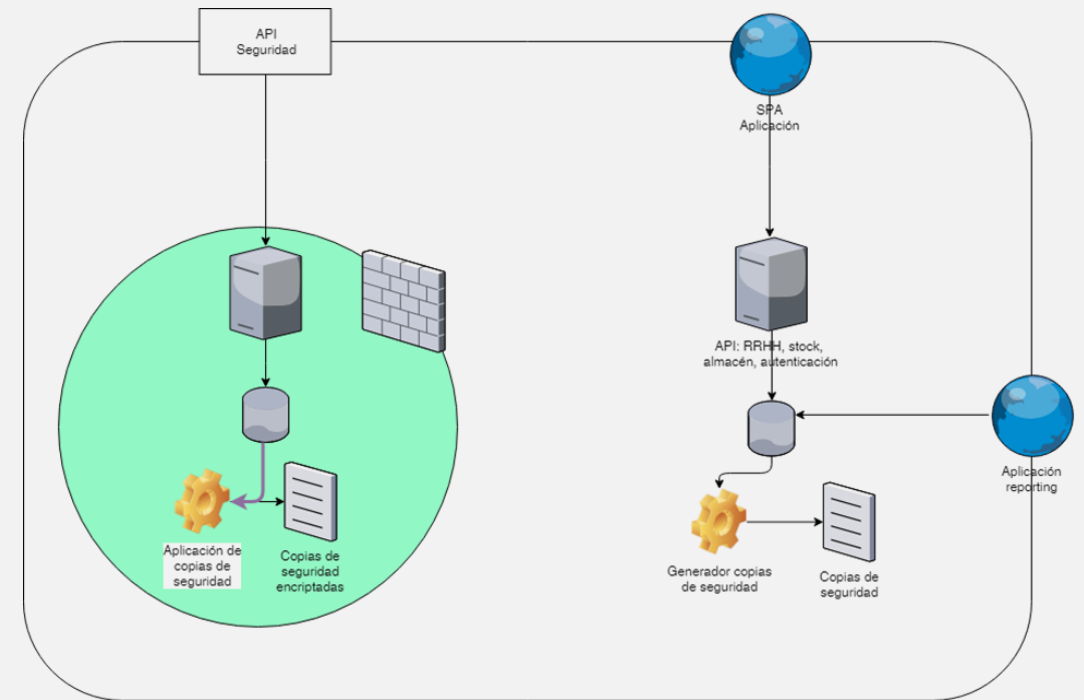 API
Seguridad
SPA
Aplicación
API: RRHH, stock,
almacén, autenticación
Aplicación
reporting
Aplicación de
copias de
seguridad
Copias de
seguridad
encriptadas
Generador copias
de seguridad
Copias de
seguridad